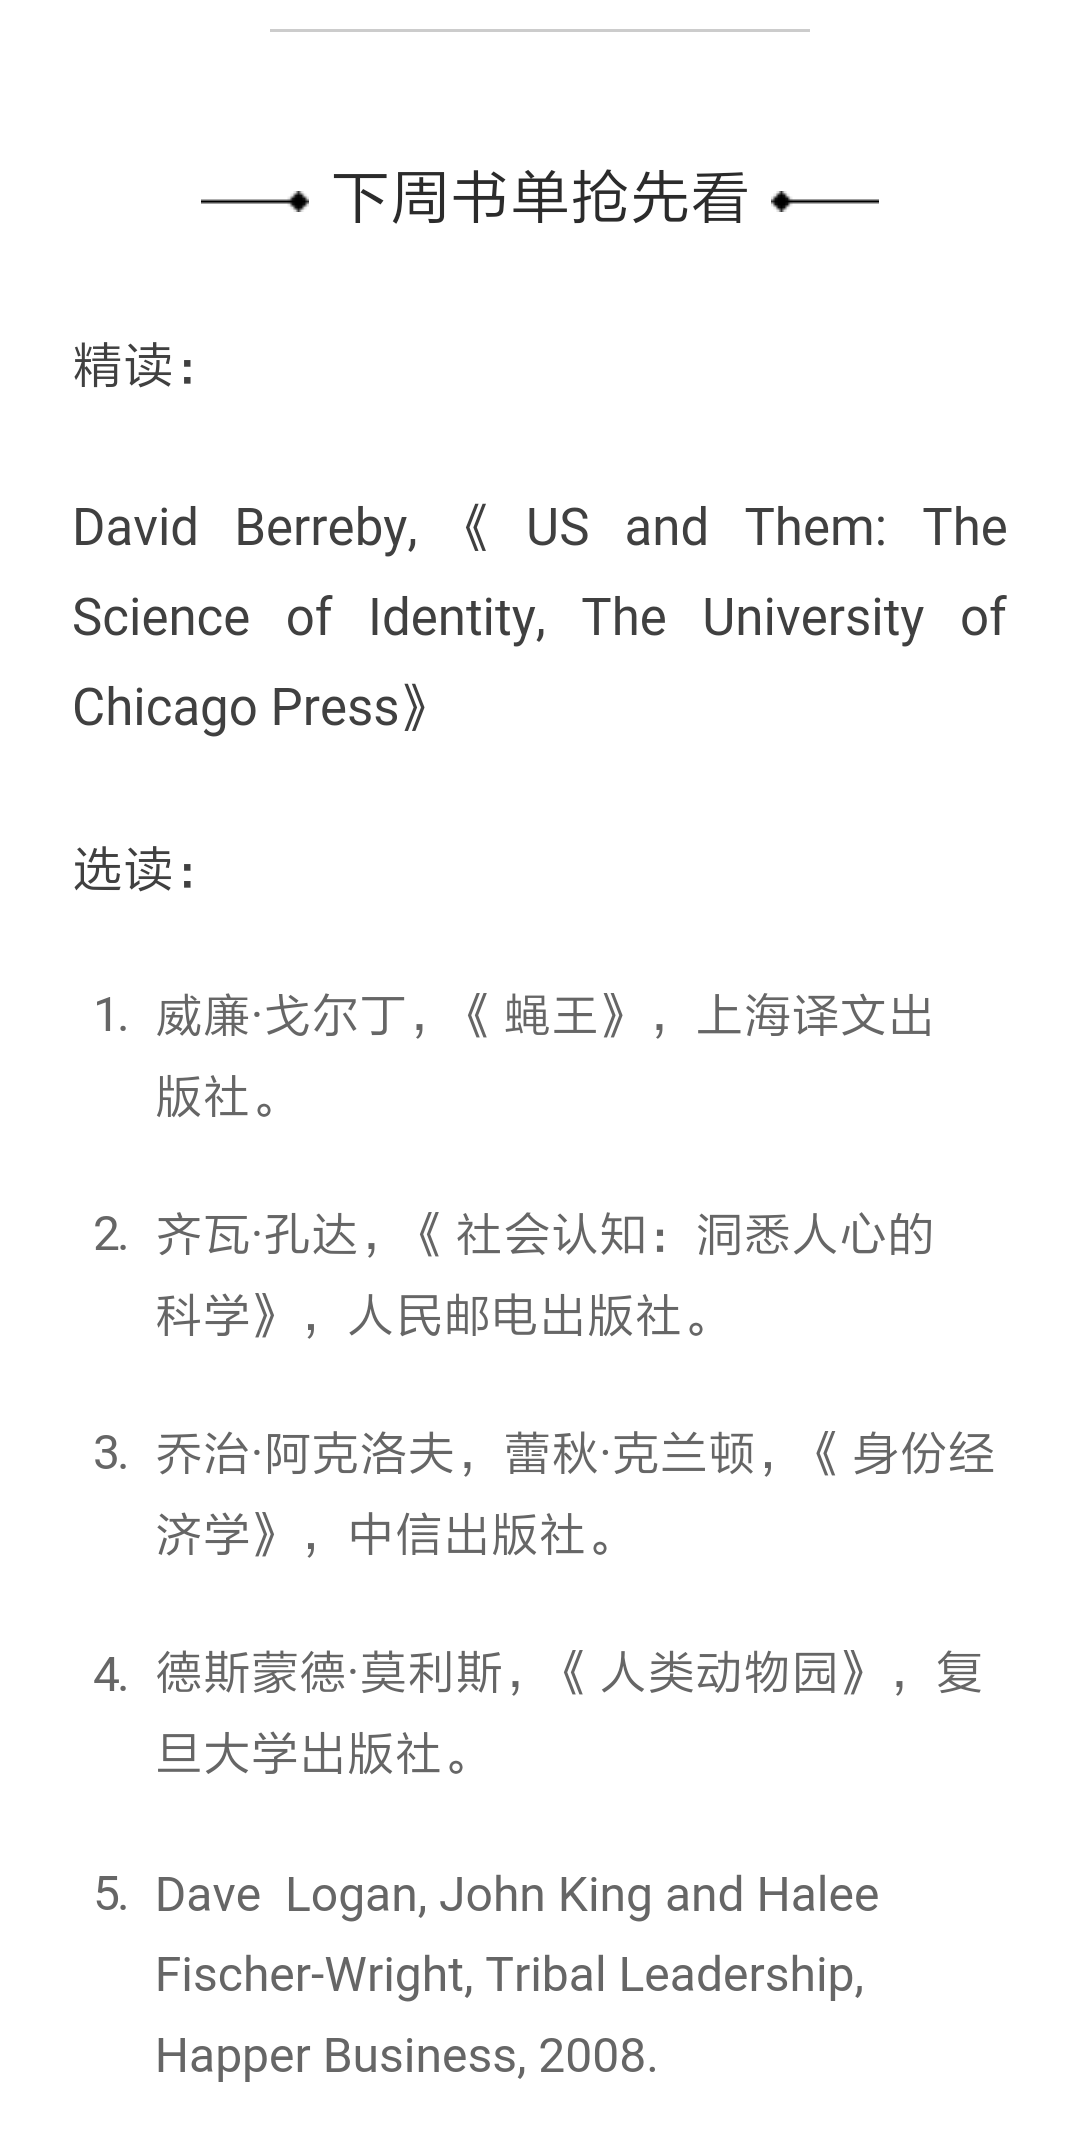 下周书单抢先看
精读：
David Berreby, 《 US and Them: The
Science of Identity, The University of
Chicago Press》
选读：
1. 威廉·戈尔丁，《 蝇王》，上海译文出
版社。
2. 齐瓦·孔达，《 社会认知：洞悉人心的
科学》，人民邮电出版社。
3. 乔治·阿克洛夫，蕾秋·克兰顿，《 身份经
济学》，中信出版社。
4. 德斯蒙德·莫利斯，《 人类动物园》，复
旦大学出版社。
5. Dave  Logan, John King and Halee
Fischer-Wright, Tribal Leadership,
Happer Business, 2008.